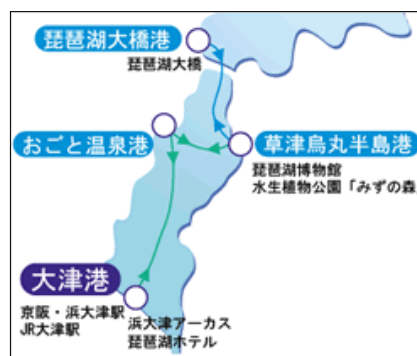 琵琶湖大橋港
琵琶湖大橋
おごと温泉港
草津烏丸半島港
琵琶湖博物館
水生植物公園「みずの森
大津港
京阪・浜大津駅
JR大津駅
浜大津アーカス
琵琶湖ホテル